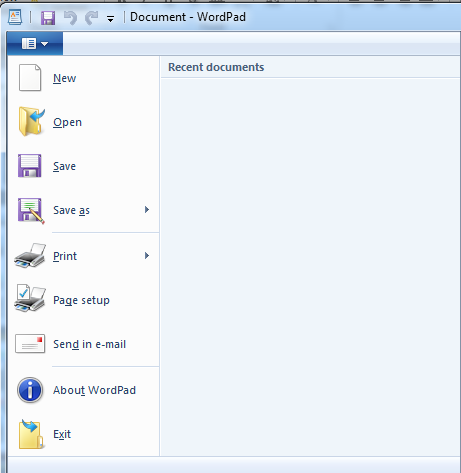 Document - WordPad
Recent documents
New
Open
Save
Save as
Print
Page setup
Send in e-mail
About WordPad
Exit